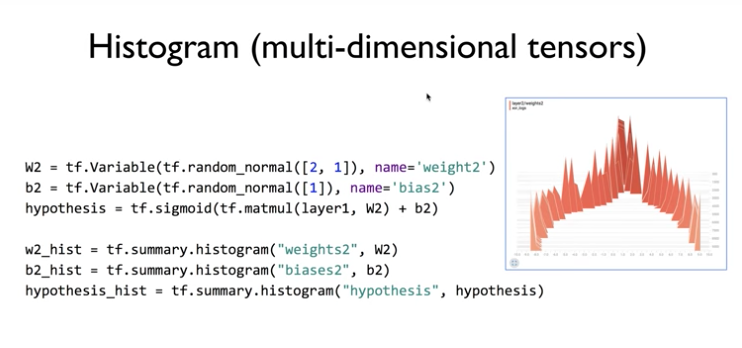 Histogram (multi-dimensional tensors)
W2 = tf.Variable(tf.random_normal([2, 1]), name='weight2')
b2 = tf.Variable(tf.random_normal([1]), name='bias2')
hypothesis = tf.sigmoid(tf.matmul(layer1, W2) + b2)
w2_hist = tf.summary.histogram("weights2", W2)
b2_hist = tf.summary.histogram("biases2", b2)
hypothesis_hist = tf.summary.histogram("hypothesis", hypothesis)
layer2/weights2